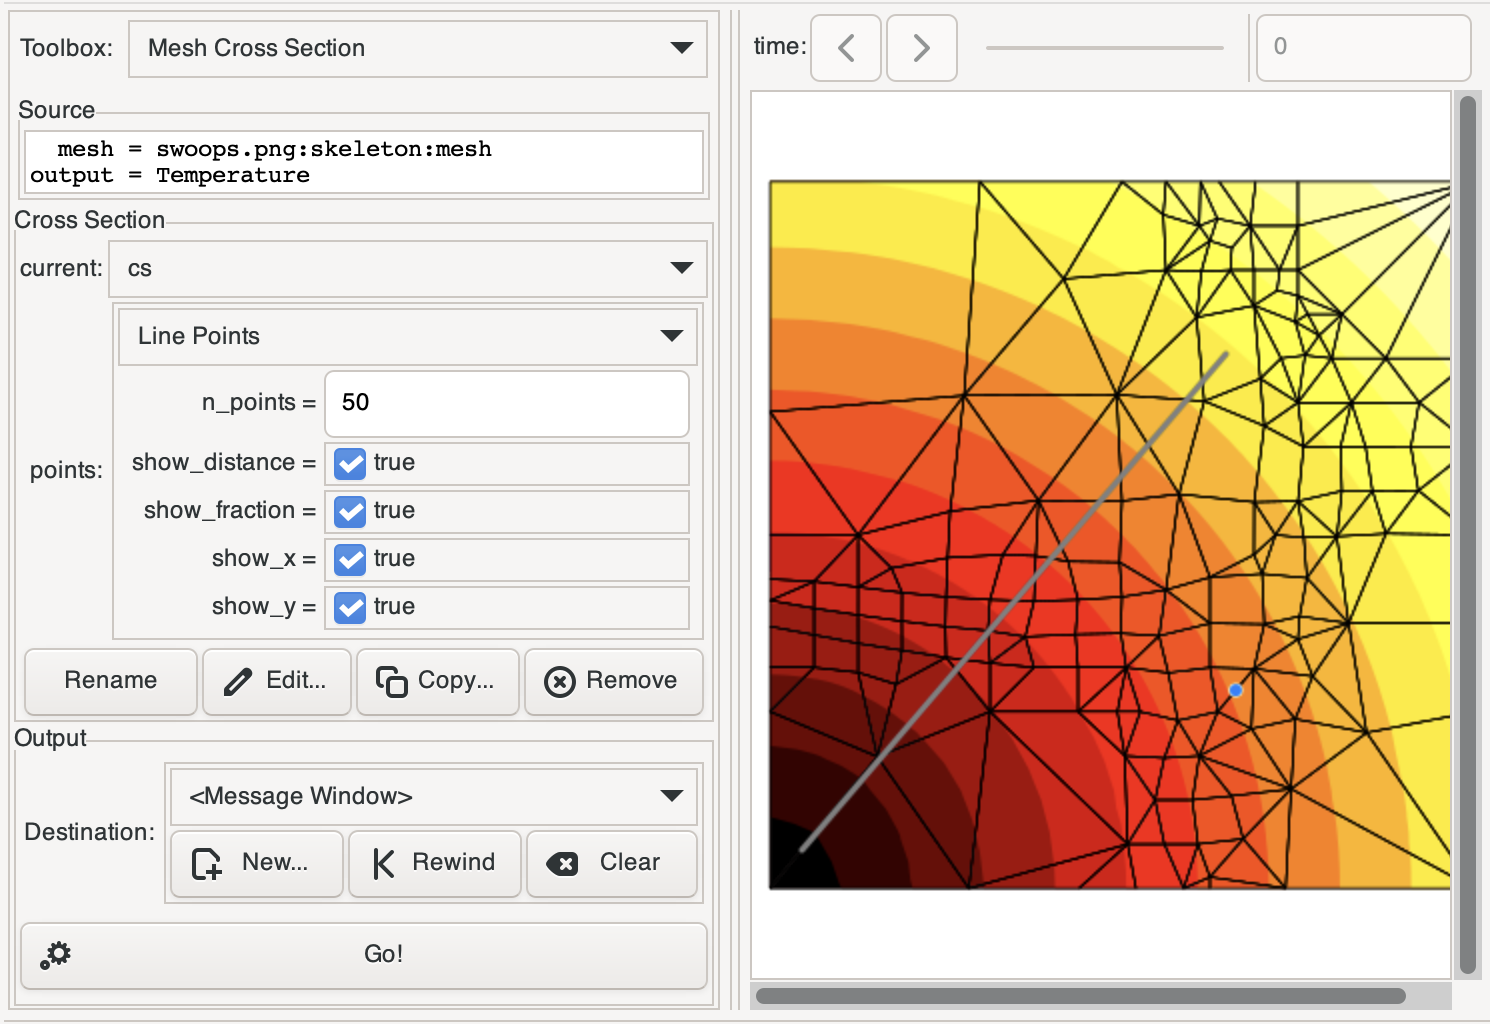 Toolbox: Mesh Cross Section
time: 0
Source
mesh = swoops.png:skeleton:mesh
output = Temperature
Cross Section
current: cs
Line Points
n_points = 50
points:
show_distance = true
show_fraction = true
show_x = true
show_y = true
Rename Edit... Copy... Remove
Output
<Message Window>
Destination:
New... Rewind Clear
Go!